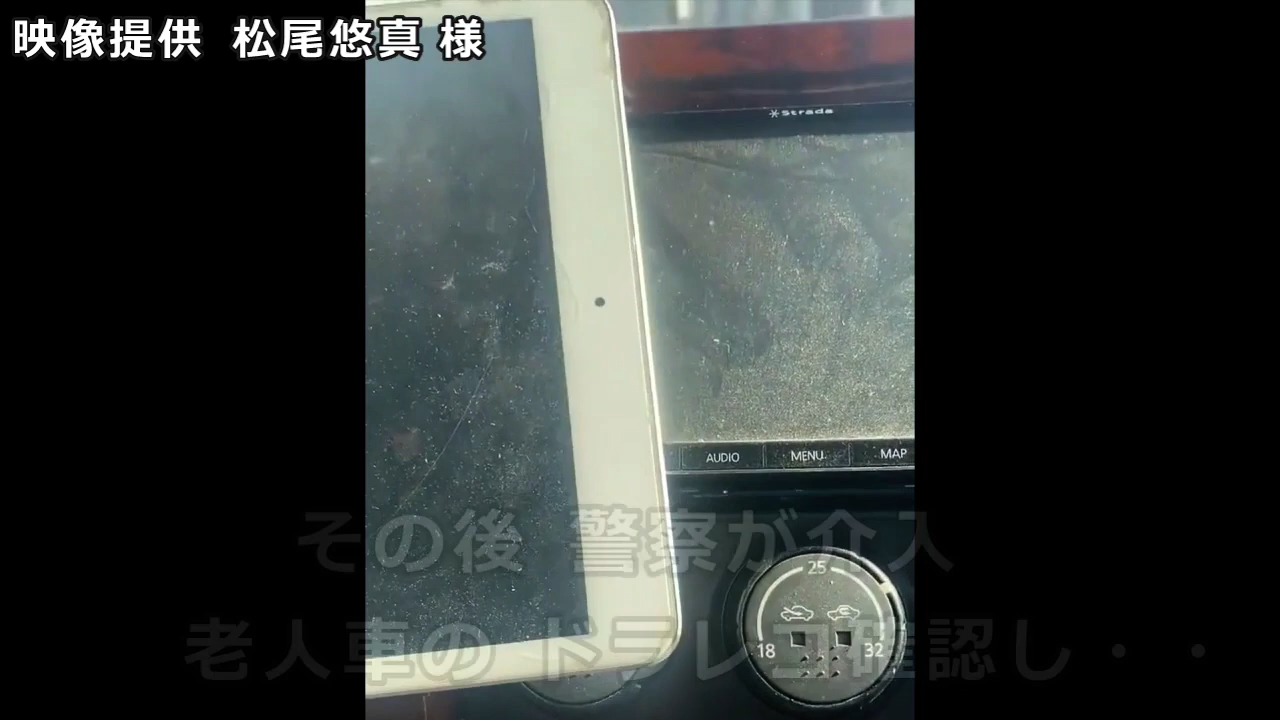 映像提供 松尾悠真 様
Strada
AUDIO MENU MAP
その後 警察が介入
25
老人車の ドラレコ確認し・・
18 32